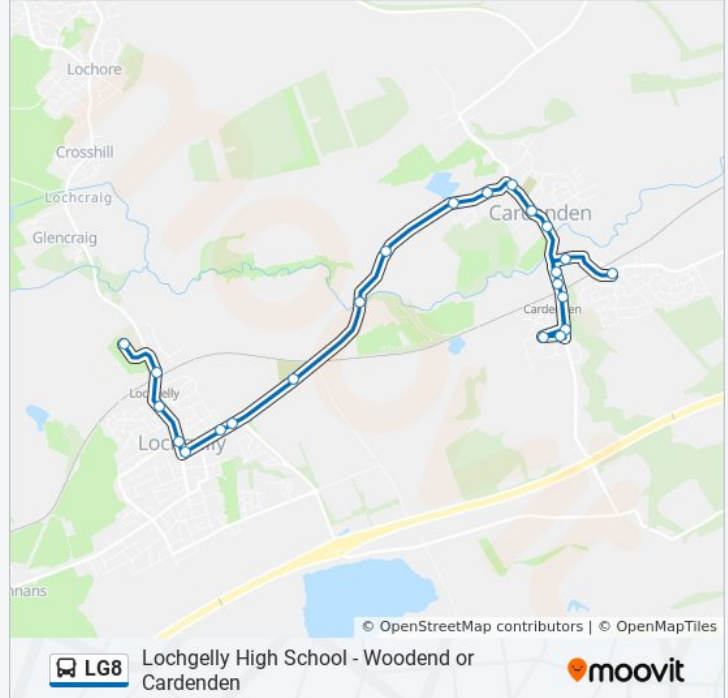 Lochore
Crosshill
Lochcraig
Glencraig
Cardenden
Cardenden
Lochgelly
Lochgelly
nnans
© OpenStreetMap contributors | © OpenMapTiles
LG8
Lochgelly High School - Woodend or
Cardenden
moovit